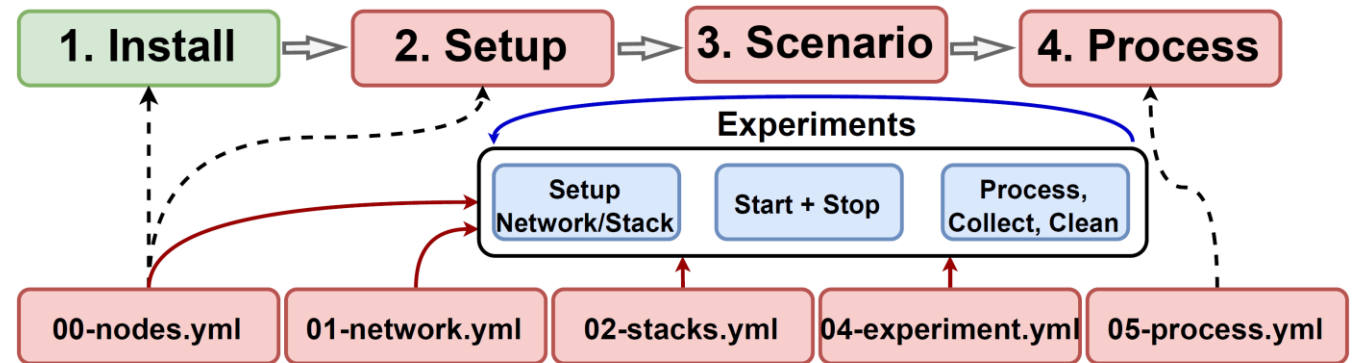 1. Install
2. Setup
3. Scenario
4. Process
Experiments
Setup
Network/Stack
Start + Stop
Process,
Collect, Clean
00-nodes.yml
01-network.yml
02-stacks.yml
04-experiment.yml
05-process.yml